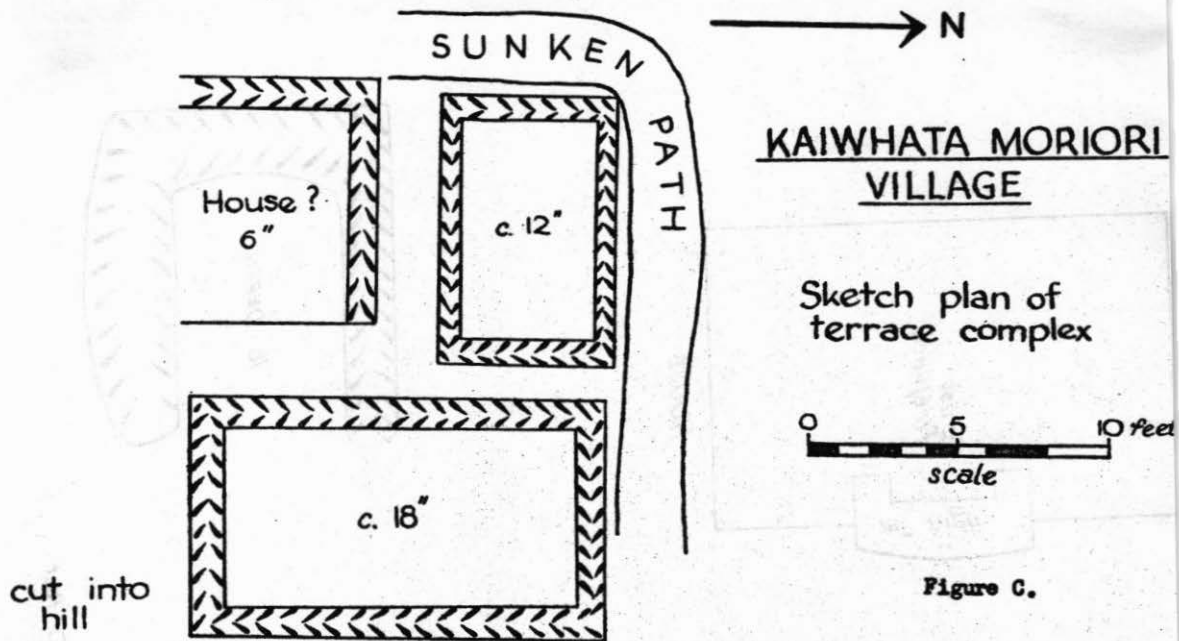 SUNKEN PATH
N
KAIWHATA MORIORI
VILLAGE
House ?
6"
c. 12"
Sketch plan of
terrace complex
0 5 10 feet
scale
c. 18"
cut into
hill
Figure C.